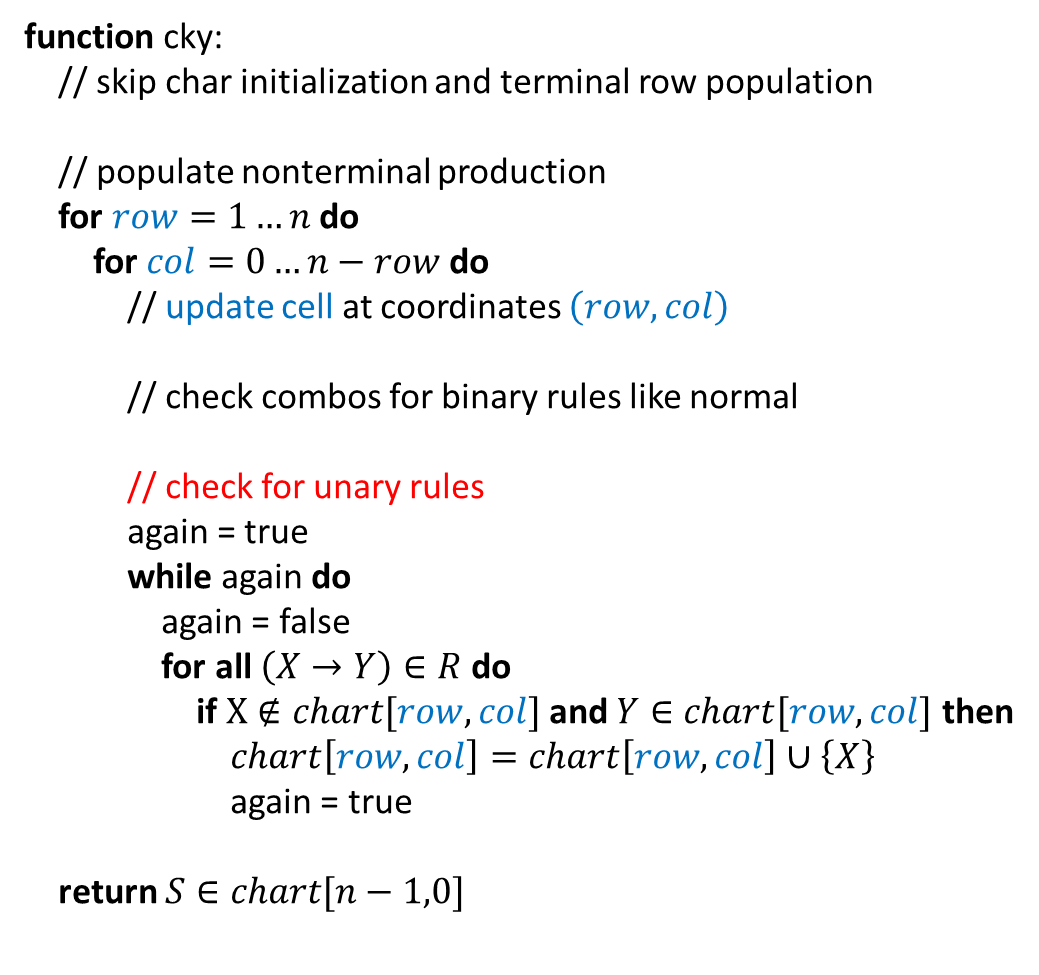 function cky:
// skip char initialization and terminal row population
// populate nonterminal production
for row = 1 … n do
for col = 0 … n − row do
// update cell at coordinates (row, col)
// check combos for binary rules like normal
// check for unary rules
again = true
while again do
again = false
for all (X → Y) ∈ R do
if X ∉ chart[row, col] and Y ∈ chart[row, col] then
chart[row, col] = chart[row, col] ∪ {X}
again = true
return S ∈ chart[n − 1,0]